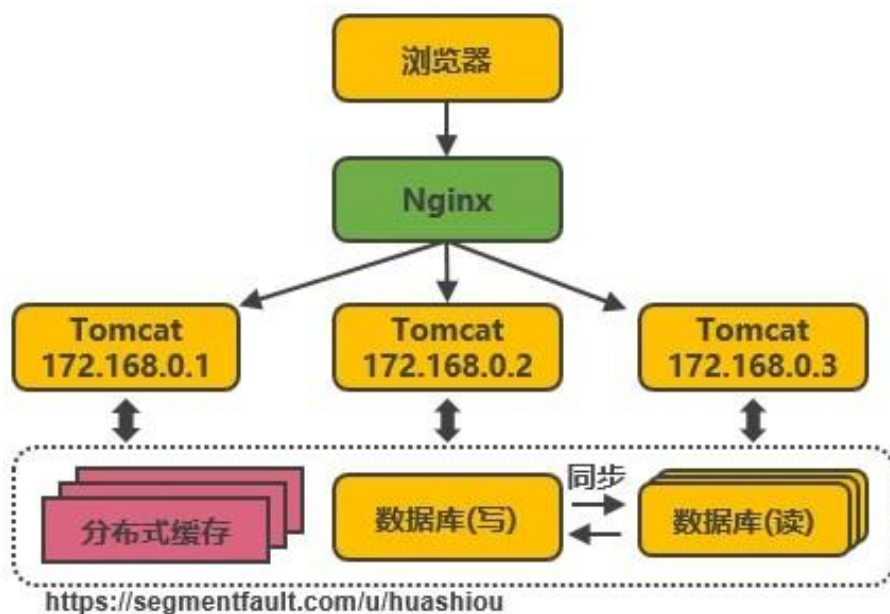 浏览器
Nginx
Tomcat
172.168.0.1
Tomcat
172.168.0.2
Tomcat
172.168.0.3
分布式缓存
数据库(写)
同步
数据库(读)
https://segmentfault.com/u/huashiou